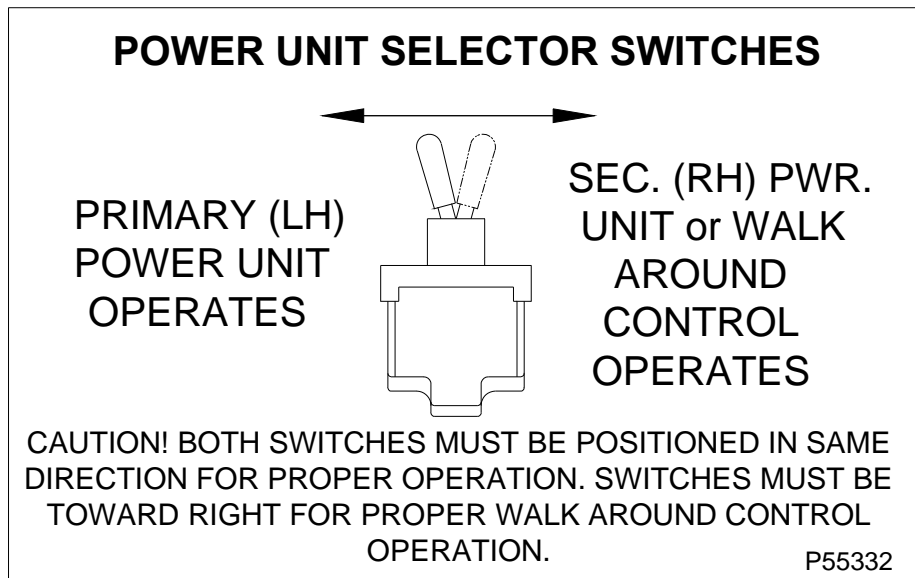 POWER UNIT SELECTOR SWITCHES
PRIMARY (LH)
POWER UNIT
OPERATES
SEC. (RH) PWR.
UNIT or WALK
AROUND
CONTROL
OPERATES
CAUTION! BOTH SWITCHES MUST BE POSITIONED IN SAME
DIRECTION FOR PROPER OPERATION. SWITCHES MUST BE
TOWARD RIGHT FOR PROPER WALK AROUND CONTROL
OPERATION.
P55332